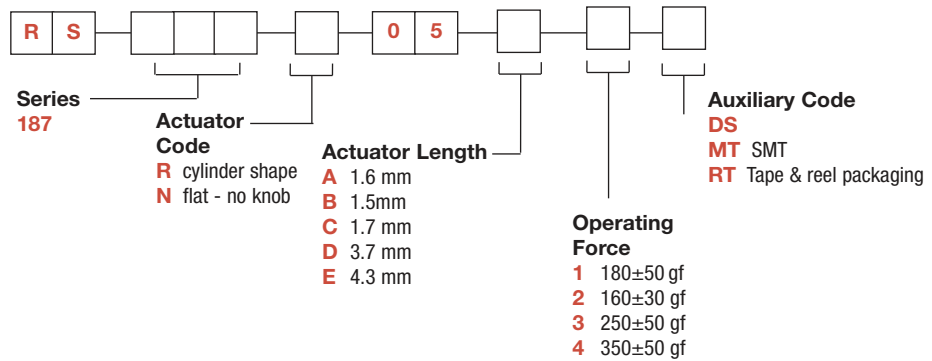 R S 0 5
Series
187
Actuator
Code
R cylinder shape
N flat - no knob
Actuator Length
A 1.6 mm
B 1.5mm
C 1.7 mm
D 3.7 mm
E 4.3 mm
Operating
Force
1 180±50 gf
2 160±30 gf
3 250±50 gf
4 350±50 gf
Auxiliary Code
DS
MT SMT
RT Tape & reel packaging